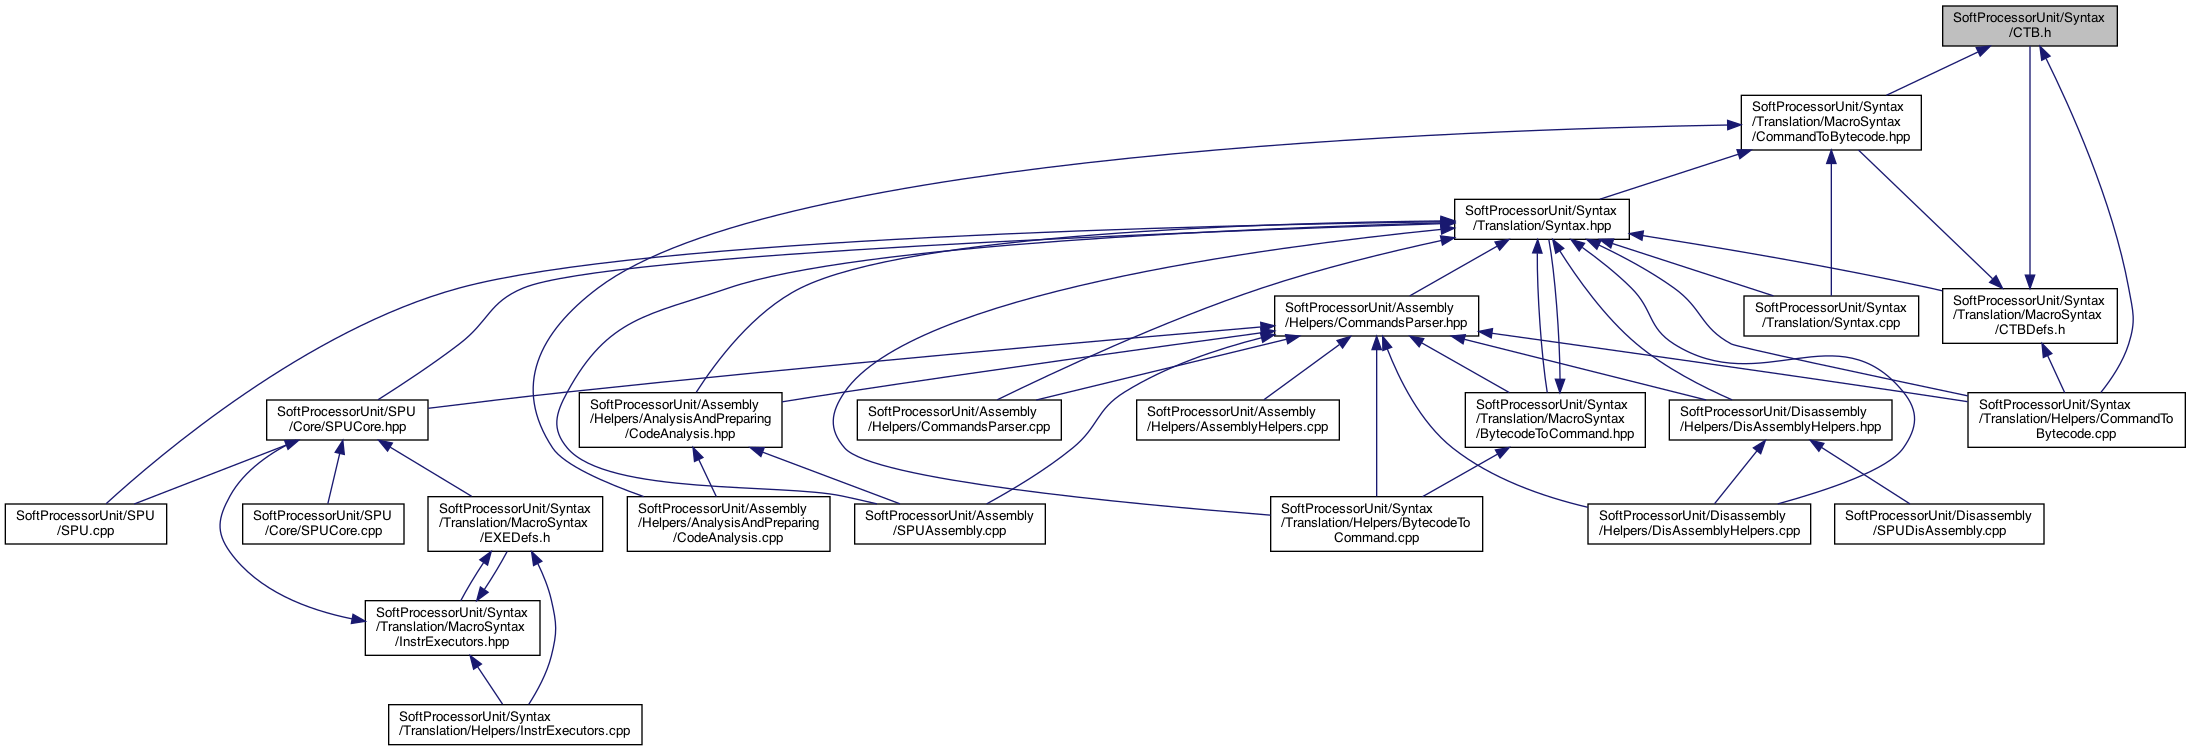 SoftProcessorUnit/Syntax
/CTB.h
SoftProcessorUnit/Syntax
/Translation/MacroSyntax
/CommandToBytecode.hpp
SoftProcessorUnit/Syntax
/Translation/Syntax.hpp
SoftProcessorUnit/Assembly
/Helpers/CommandsParser.hpp
SoftProcessorUnit/Syntax
/Translation/Syntax.cpp
SoftProcessorUnit/Syntax
/Translation/MacroSyntax
/CTBDefs.h
SoftProcessorUnit/SPU
/Core/SPUCore.hpp
SoftProcessorUnit/Assembly
/Helpers/AnalysisAndPreparing
/CodeAnalysis.hpp
SoftProcessorUnit/Assembly
/Helpers/CommandsParser.cpp
SoftProcessorUnit/Assembly
/Helpers/AssemblyHelpers.cpp
SoftProcessorUnit/Syntax
/Translation/MacroSyntax
/BytecodeToCommand.hpp
SoftProcessorUnit/Disassembly
/Helpers/DisAssemblyHelpers.hpp
SoftProcessorUnit/Syntax
/Translation/Helpers/CommandTo
Bytecode.cpp
SoftProcessorUnit/SPU
/SPU.cpp
SoftProcessorUnit/SPU
/Core/SPUCore.cpp
SoftProcessorUnit/Syntax
/Translation/MacroSyntax
/EXEDefs.h
SoftProcessorUnit/Assembly
/Helpers/AnalysisAndPreparing
/CodeAnalysis.cpp
SoftProcessorUnit/Assembly
/SPUAssembly.cpp
SoftProcessorUnit/Syntax
/Translation/Helpers/BytecodeTo
Command.cpp
SoftProcessorUnit/Disassembly
/Helpers/DisAssemblyHelpers.cpp
SoftProcessorUnit/Disassembly
/SPUDisAssembly.cpp
SoftProcessorUnit/Syntax
/Translation/MacroSyntax
/InstrExecutors.hpp
SoftProcessorUnit/Syntax
/Translation/Helpers/InstrExecutors.cpp